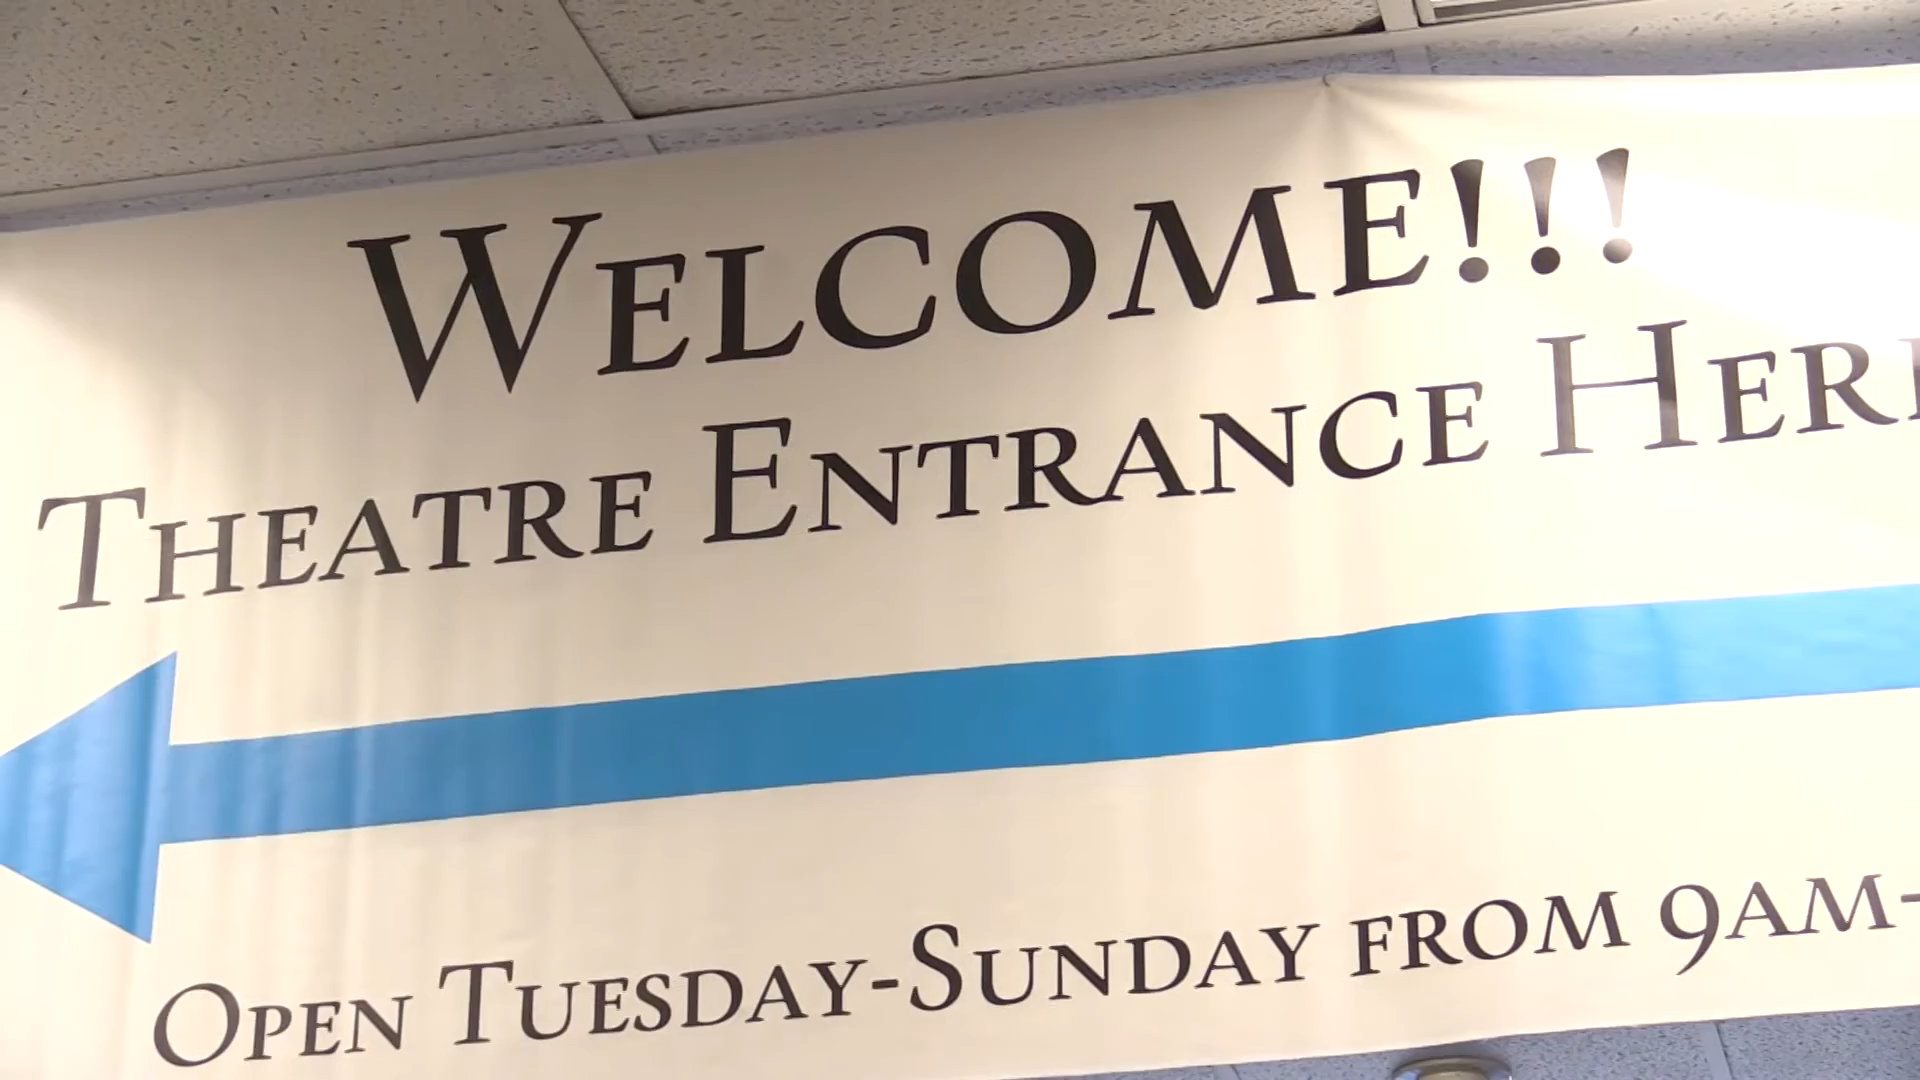 WELCOME!!!
THEATRE ENTRANCE HERE
OPEN TUESDAY-SUNDAY FROM 9AM-